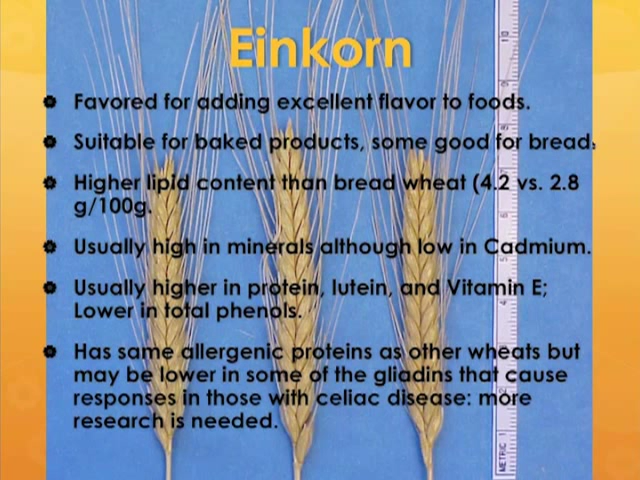 Einkorn
Favored for adding excellent flavor to foods.
Suitable for baked products, some good for bread.
Higher lipid content than bread wheat (4.2 vs. 2.8
g/100g.
Usually high in minerals although low in Cadmium.
Usually higher in protein, lutein, and Vitamin E;
Lower in total phenols.
Has same allergenic proteins as other wheats but
may be lower in some of the gliadins that cause
responses in those with celiac disease: more
research is needed.
METRIC 1